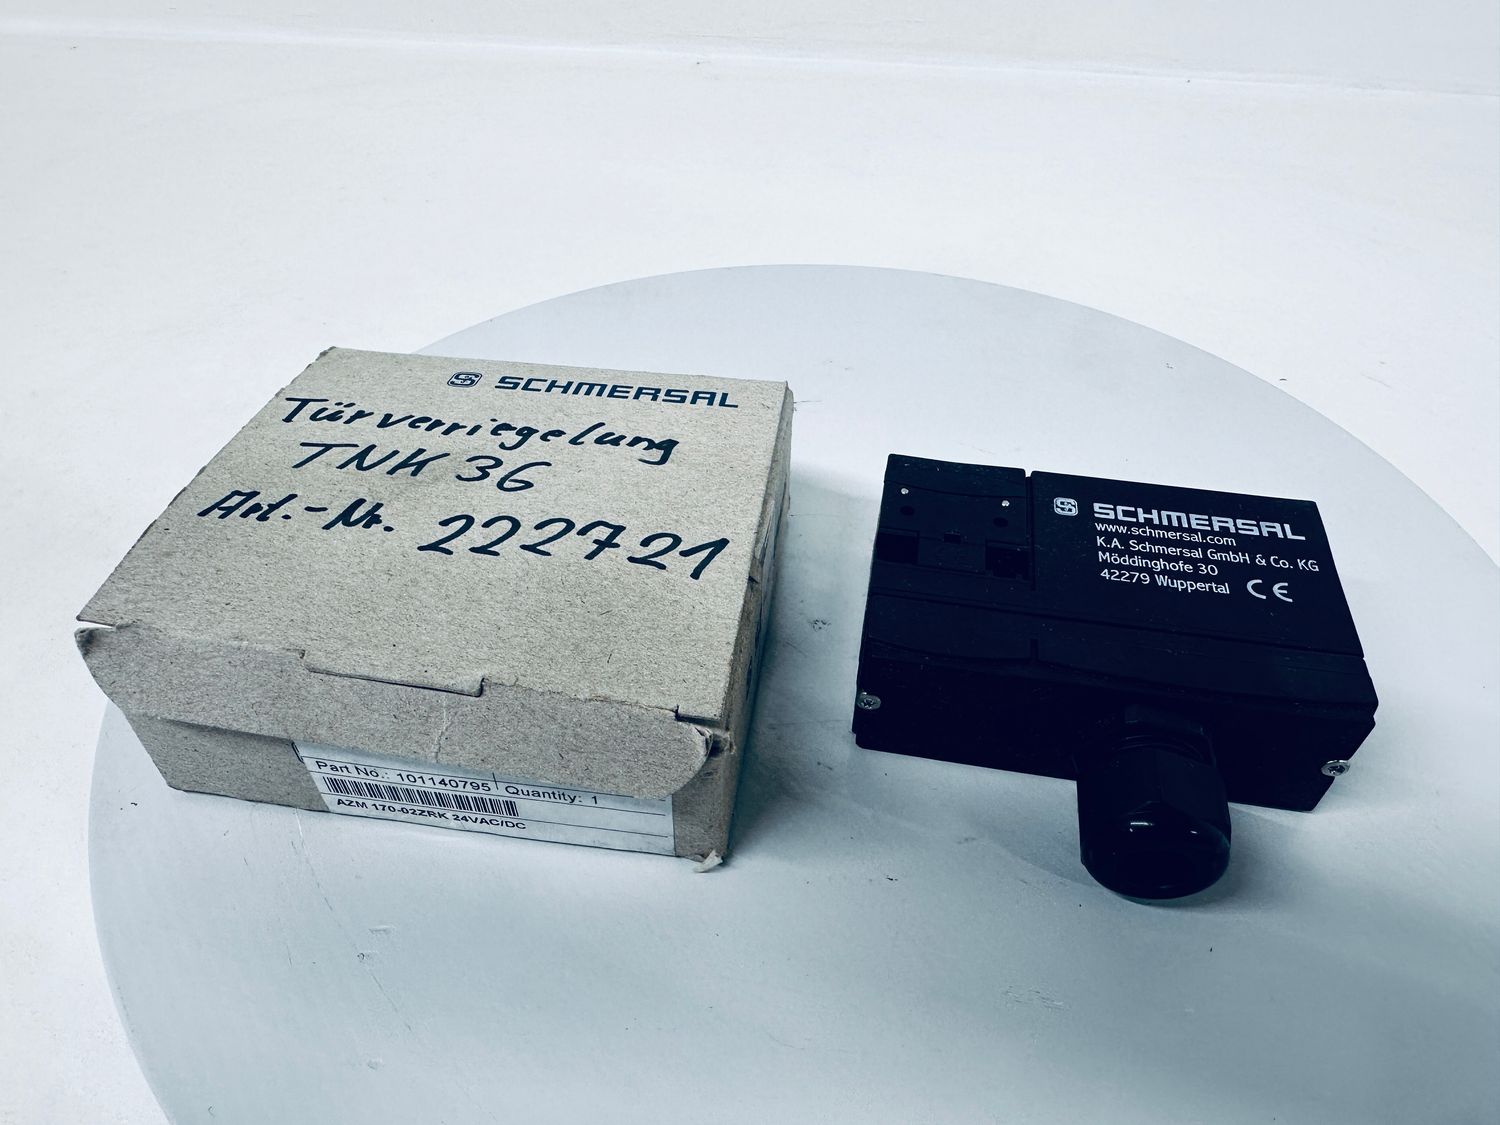 SCHMERSAL
Türverriegelung
TNK 36
Art.-Nr. 222721
Part No.: 101140795 Quantity: 1
AZM 170-02ZRK 24VAC/DC
SCHMERSAL
www.schmersal.com
K.A. Schmersal GmbH & Co. KG
Möddinghofe 30
42279 Wuppertal CE